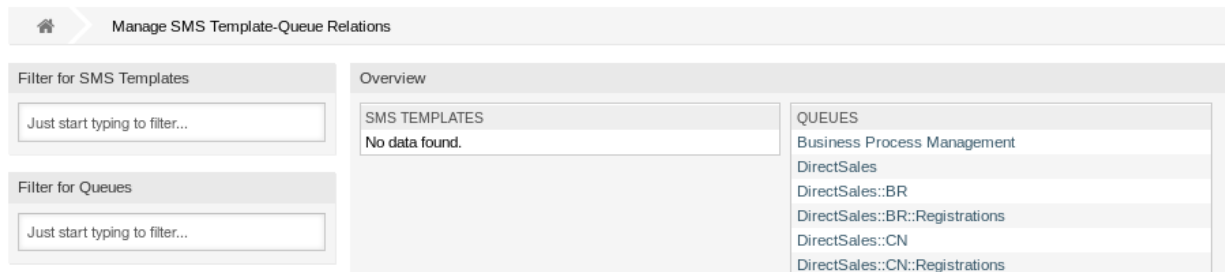 Manage SMS Template-Queue Relations
Filter for SMS Templates
Just start typing to filter...
Filter for Queues
Just start typing to filter...
Overview
SMS TEMPLATES
No data found.
QUEUES
Business Process Management
DirectSales
DirectSales::BR
DirectSales::BR::Registrations
DirectSales::CN
DirectSales::CN::Registrations